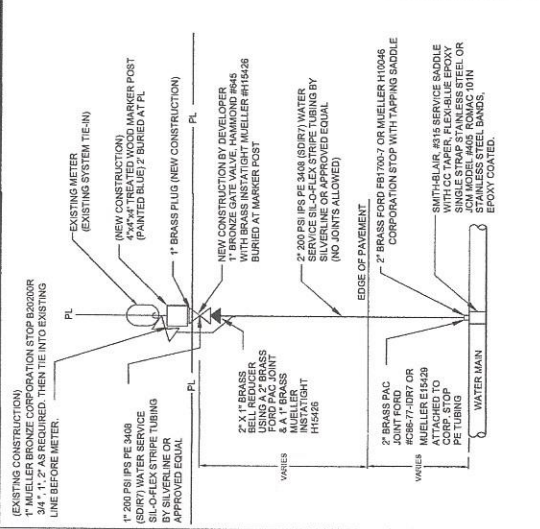 (EXISTING CONSTRUCTION)
1" MUELLER BRONZE CORPORATION STOP B20200R
3/4", 1", 2" AS REQUIRED. THEN TIE INTO EXISTING
LINE BEFORE METER.
PL
EXISTING METER
(EXISTING SYSTEM TIE-IN)
(NEW CONSTRUCTION)
4"x4"x4' TREATED WOOD MARKER POST
(PAINTED BLUE) 2' BURIED AT PL
1" BRASS PLUG (NEW CONSTRUCTION)
PL
PL
NEW CONSTRUCTION BY DEVELOPER
1" BRONZE GATE VALVE, HAMMOND #645
WITH BRASS INSTATIGHT MUELLER #H15426
BURIED AT MARKER POST
1" 200 PSI IPS PE 3408
(SDIR7) WATER SERVICE
SIL-O-FLEX STRIPE TUBING
BY SILVERLINE OR
APPROVED EQUAL
2" X 1" BRASS
BELL REDUCER
USING A 2" BRASS
FORD PAC JOINT
& A 1" BRASS
MUELLER
INSTATIGHT
H15426
2" 200 PSI IPS PE 3408 (SDIR7) WATER
SERVICE SIL-O-FLEX STRIPE TUBING BY
SILVERLINE OR APPROVED EQUAL
(NO JOINTS ALLOWED)
VARIES
EDGE OF PAVEMENT
2" BRASS FORD FB1700-7 OR MUELLER H10046
CORPORATION STOP WITH TAPPING SADDLE
VARIES
2" BRASS PAC
JOINT FORD
#C86-77-IDR7 OR
MUELLER E15429
ATTACHED TO
CORP. STOP
PE TUBING
SMITH-BLAIR, #315 SERVICE SADDLE
WITH CC TAPER, FLEXI-BLUE EPOXY
SINGLE STRAP STAINLESS STEEL OR
JCM MODEL #405 ROMAC 101N
STAINLESS STEEL BANDS,
EPOXY COATED.
WATER MAIN